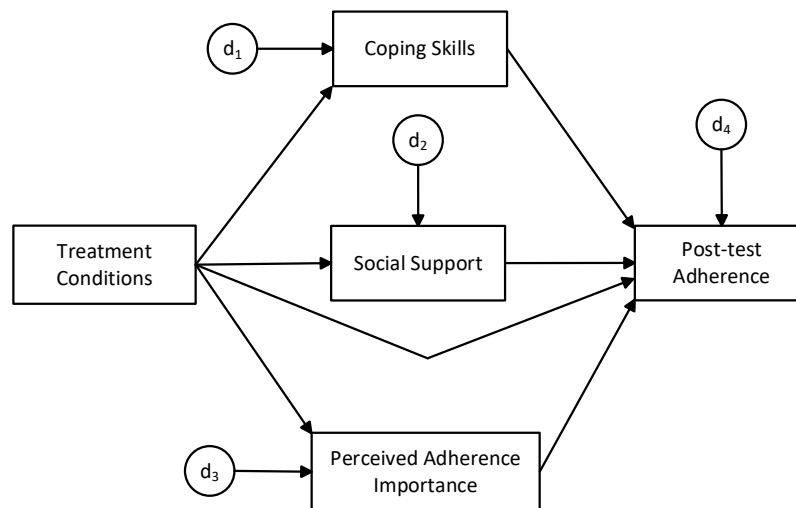 d₁
Coping Skills
d₂
d₄
Treatment
Conditions
Social Support
Post-test
Adherence
d₃
Perceived Adherence
Importance